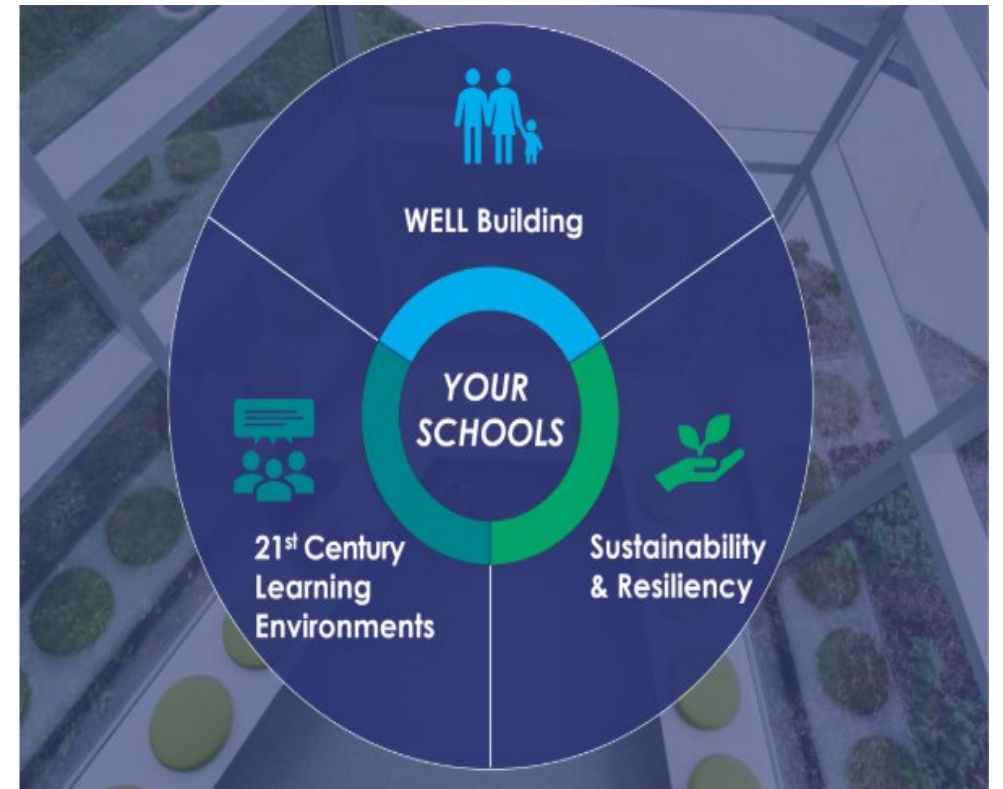 WELL Building
YOUR
SCHOOLS
21st Century
Learning
Environments
Sustainability
& Resiliency